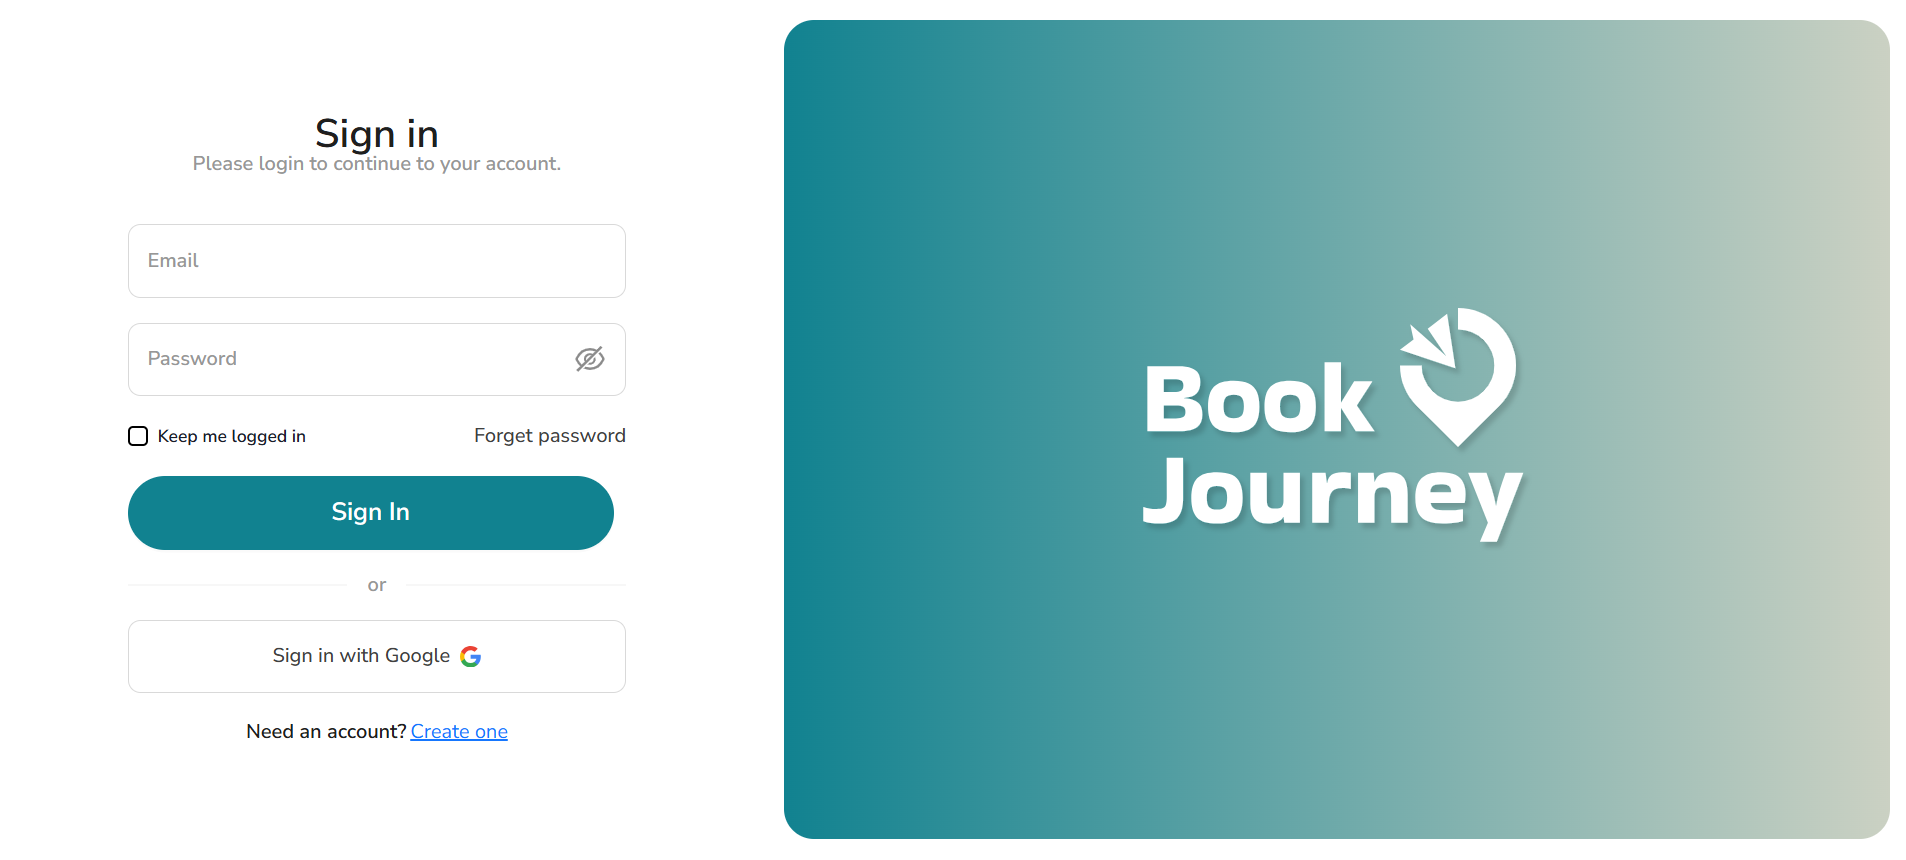 Sign in
Please login to continue to your account.
Email
Password
Keep me logged in
Forget password
Sign In
or
Sign in with Google
Need an account? Create one
Book
Journey